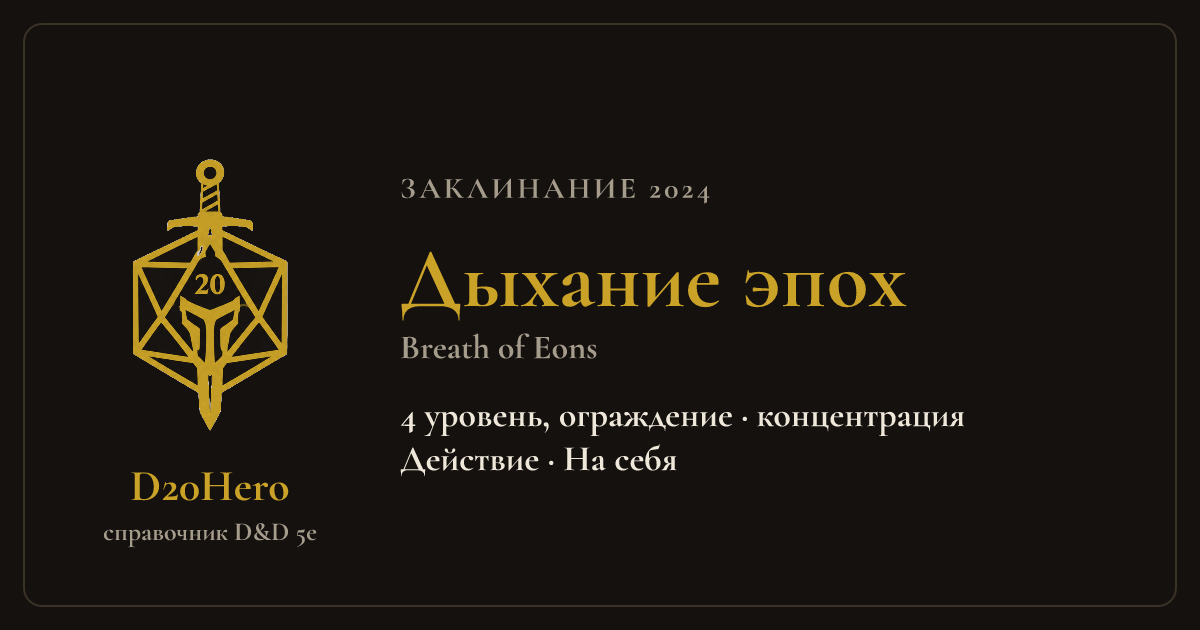 20
D20Hero
справочник D&D 5e
ЗАКЛИНАНИЕ 2024
Дыхание эпох
Breath of Eons
4 уровень, ограждение · концентрация
Действие · На себя